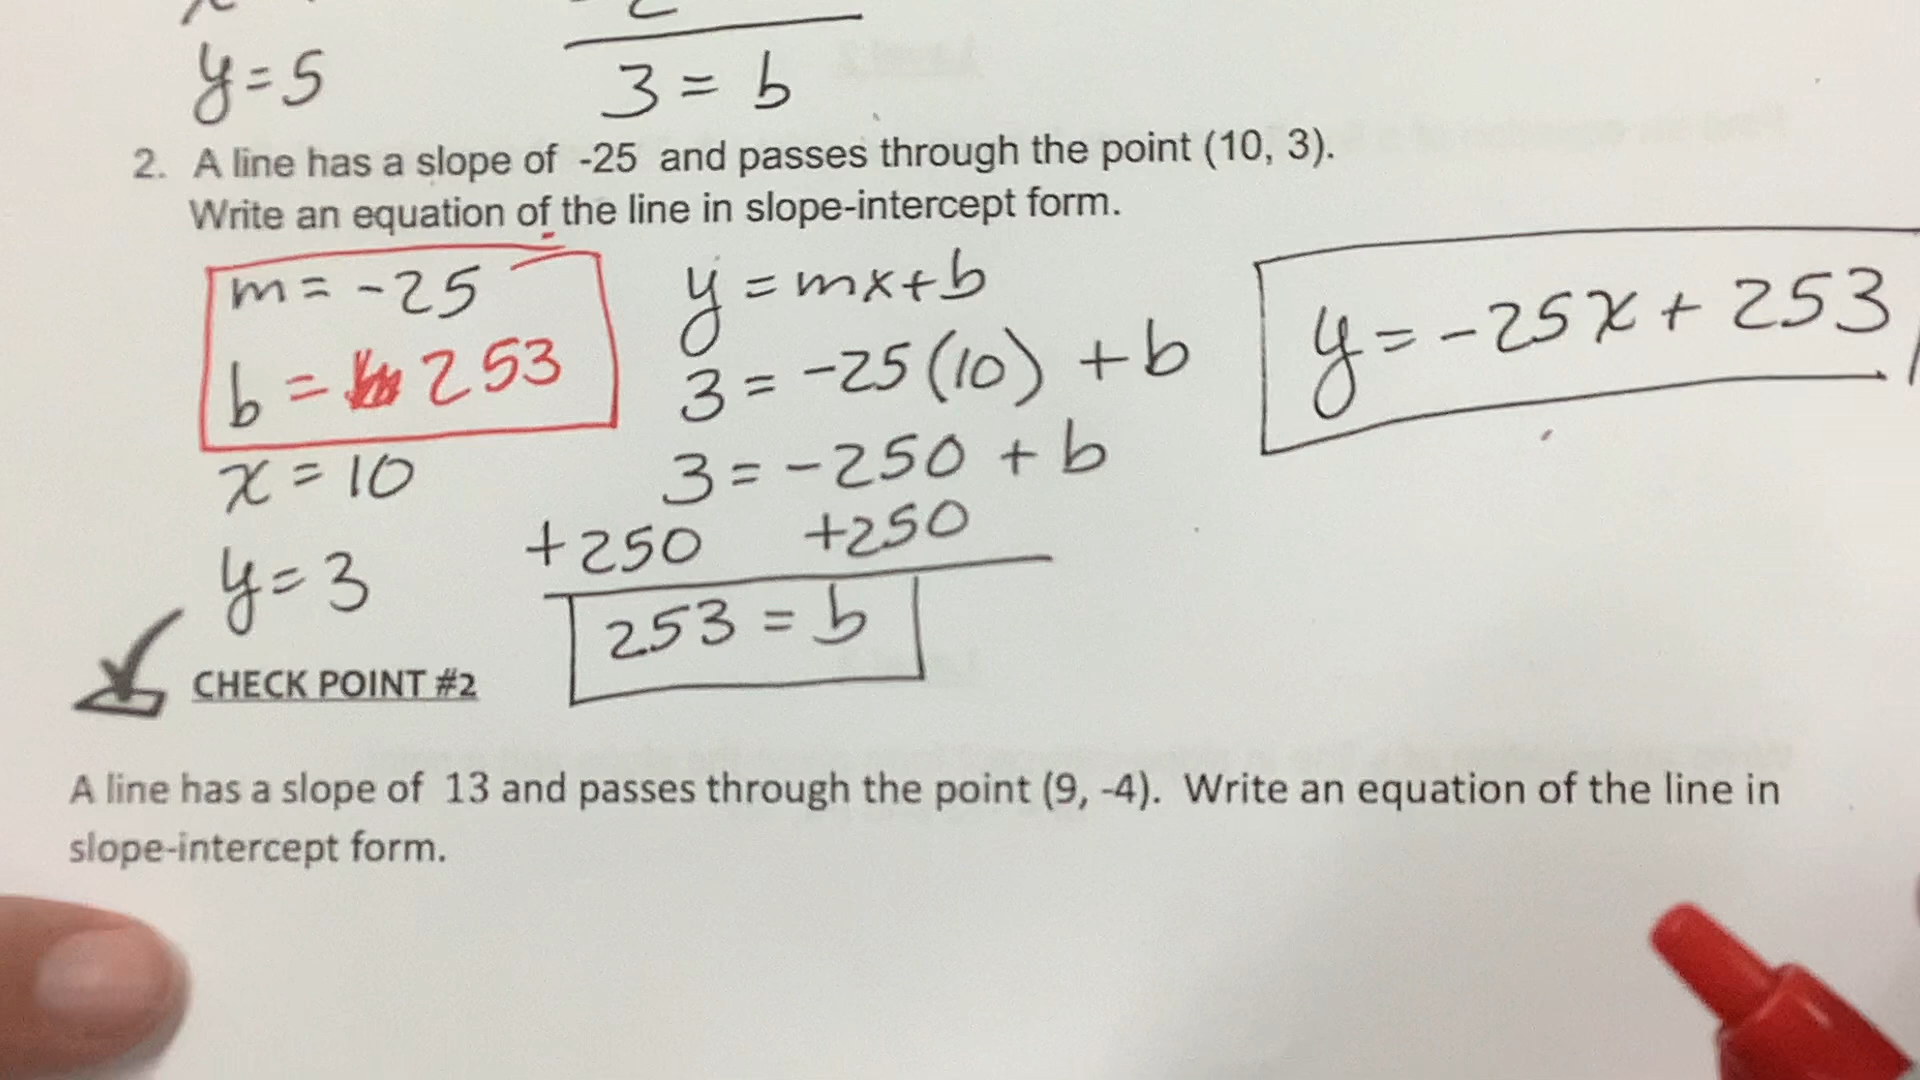 y=5
3 = b
2. A line has a slope of -25 and passes through the point (10, 3).
Write an equation of the line in slope-intercept form.
m= -25
b = 253
x = 10
y= 3
y = mx+b
3 = -25(10) + b
3 = -250 + b
+250 +250
253 = b
y = -25x + 253
CHECK POINT #2
A line has a slope of 13 and passes through the point (9, -4). Write an equation of the line in
slope-intercept form.